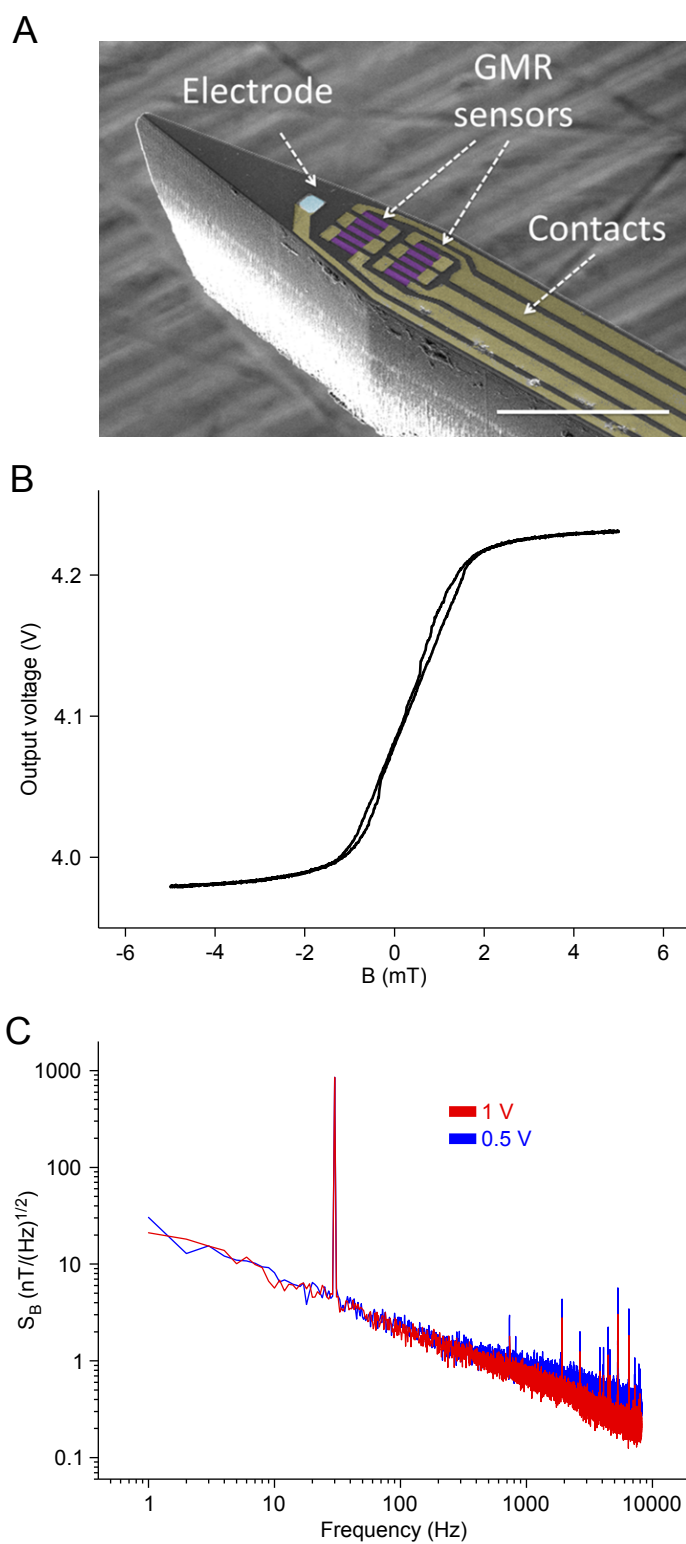 A
Electrode
GMR
sensors
Contacts
B
Output voltage (V)
4.2
4.1
4.0
-6 -4 -2 0 2 4 6
B (mT)
C
S_B (nT/(Hz)^{1/2})
1000
100
10
1
0.1
1 V
0.5 V
1 10 100 1000 10000
Frequency (Hz)